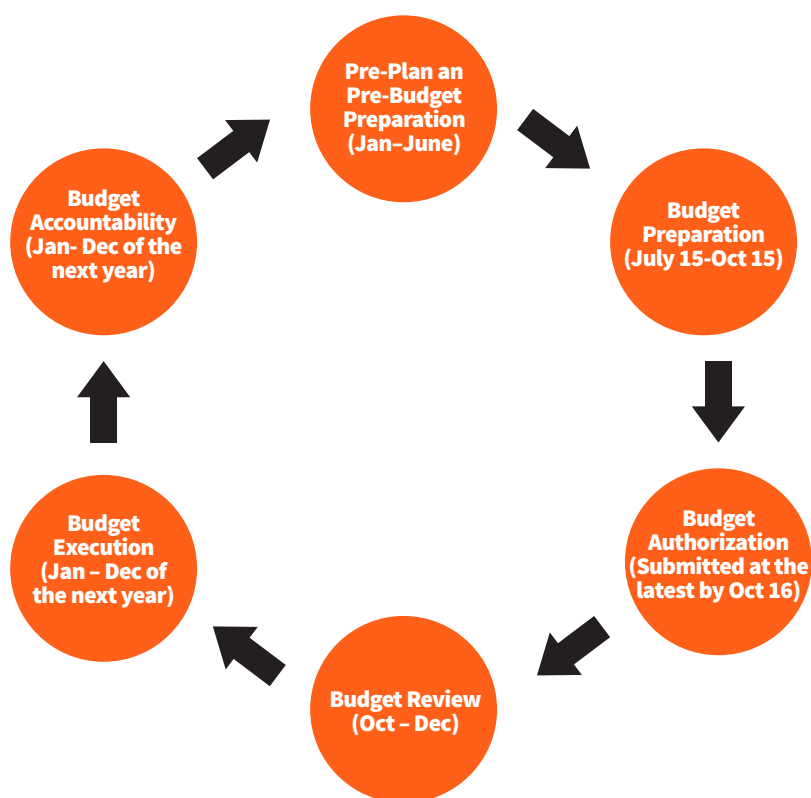 Pre-Plan an
Pre-Budget
Preparation
(Jan–June)
Budget
Preparation
(July 15-Oct 15)
Budget
Authorization
(Submitted at the
latest by Oct 16)
Budget Review
(Oct – Dec)
Budget
Execution
(Jan – Dec of
the next year)
Budget
Accountability
(Jan- Dec of the
next year)